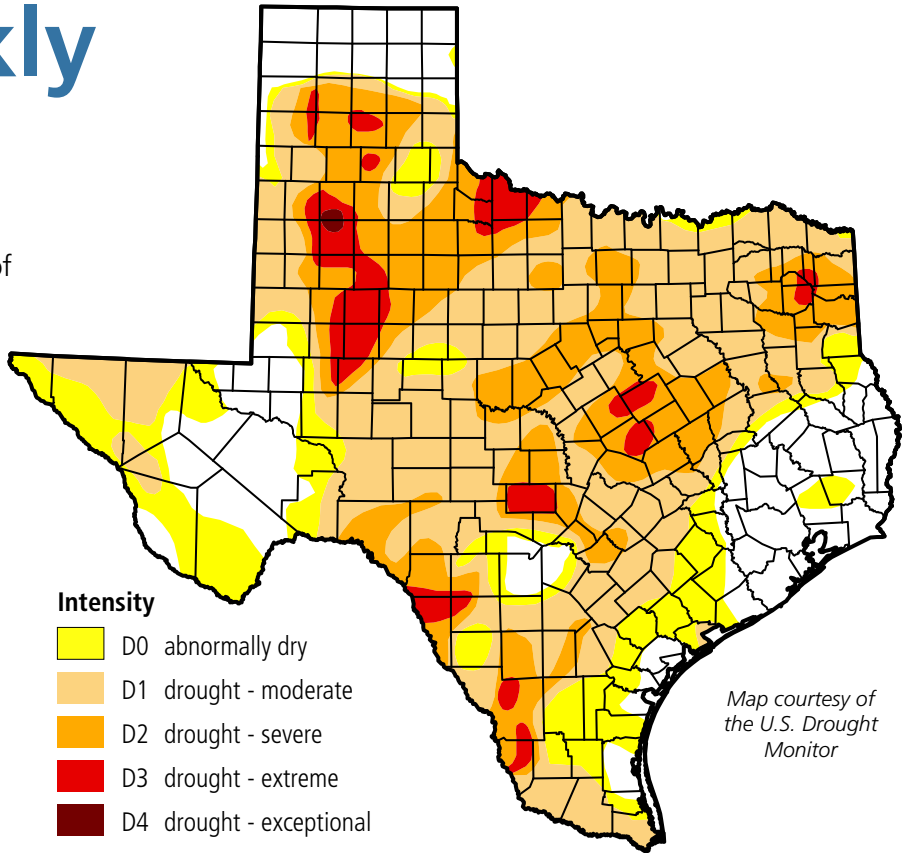 kly
of
Intensity
D0 abnormally dry
D1 drought - moderate
D2 drought - severe
D3 drought - extreme
D4 drought - exceptional
Map courtesy of
the U.S. Drought
Monitor